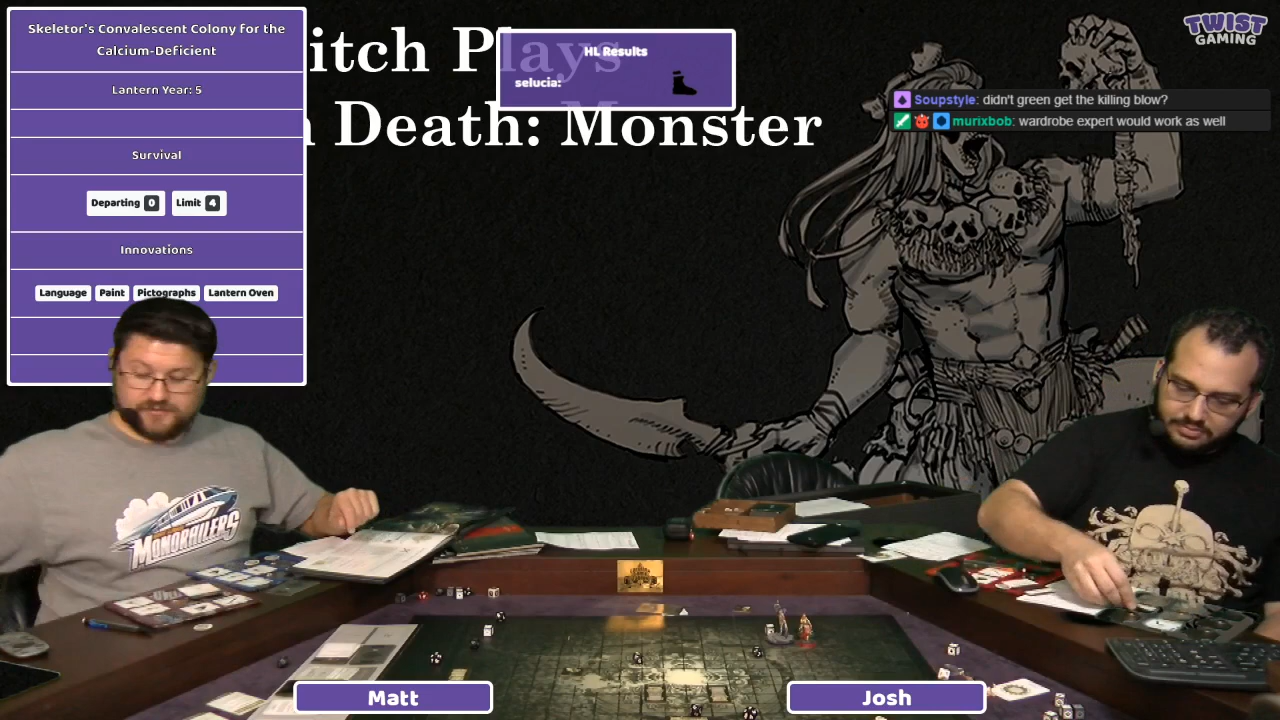 Skeletor's Convalescent Colony for the
Calcium-Deficient
Lantern Year: 5
Survival
Departing 0 Limit 4
Innovations
Language Paint Pictographs Lantern Oven
itch Plays
Death: Monster
HL Results
selucia:
TWIST
GAMING
Soupstyle: didn't green get the killing blow?
murixbob: wardrobe expert would work as well
MONORAILERS
Matt
Josh